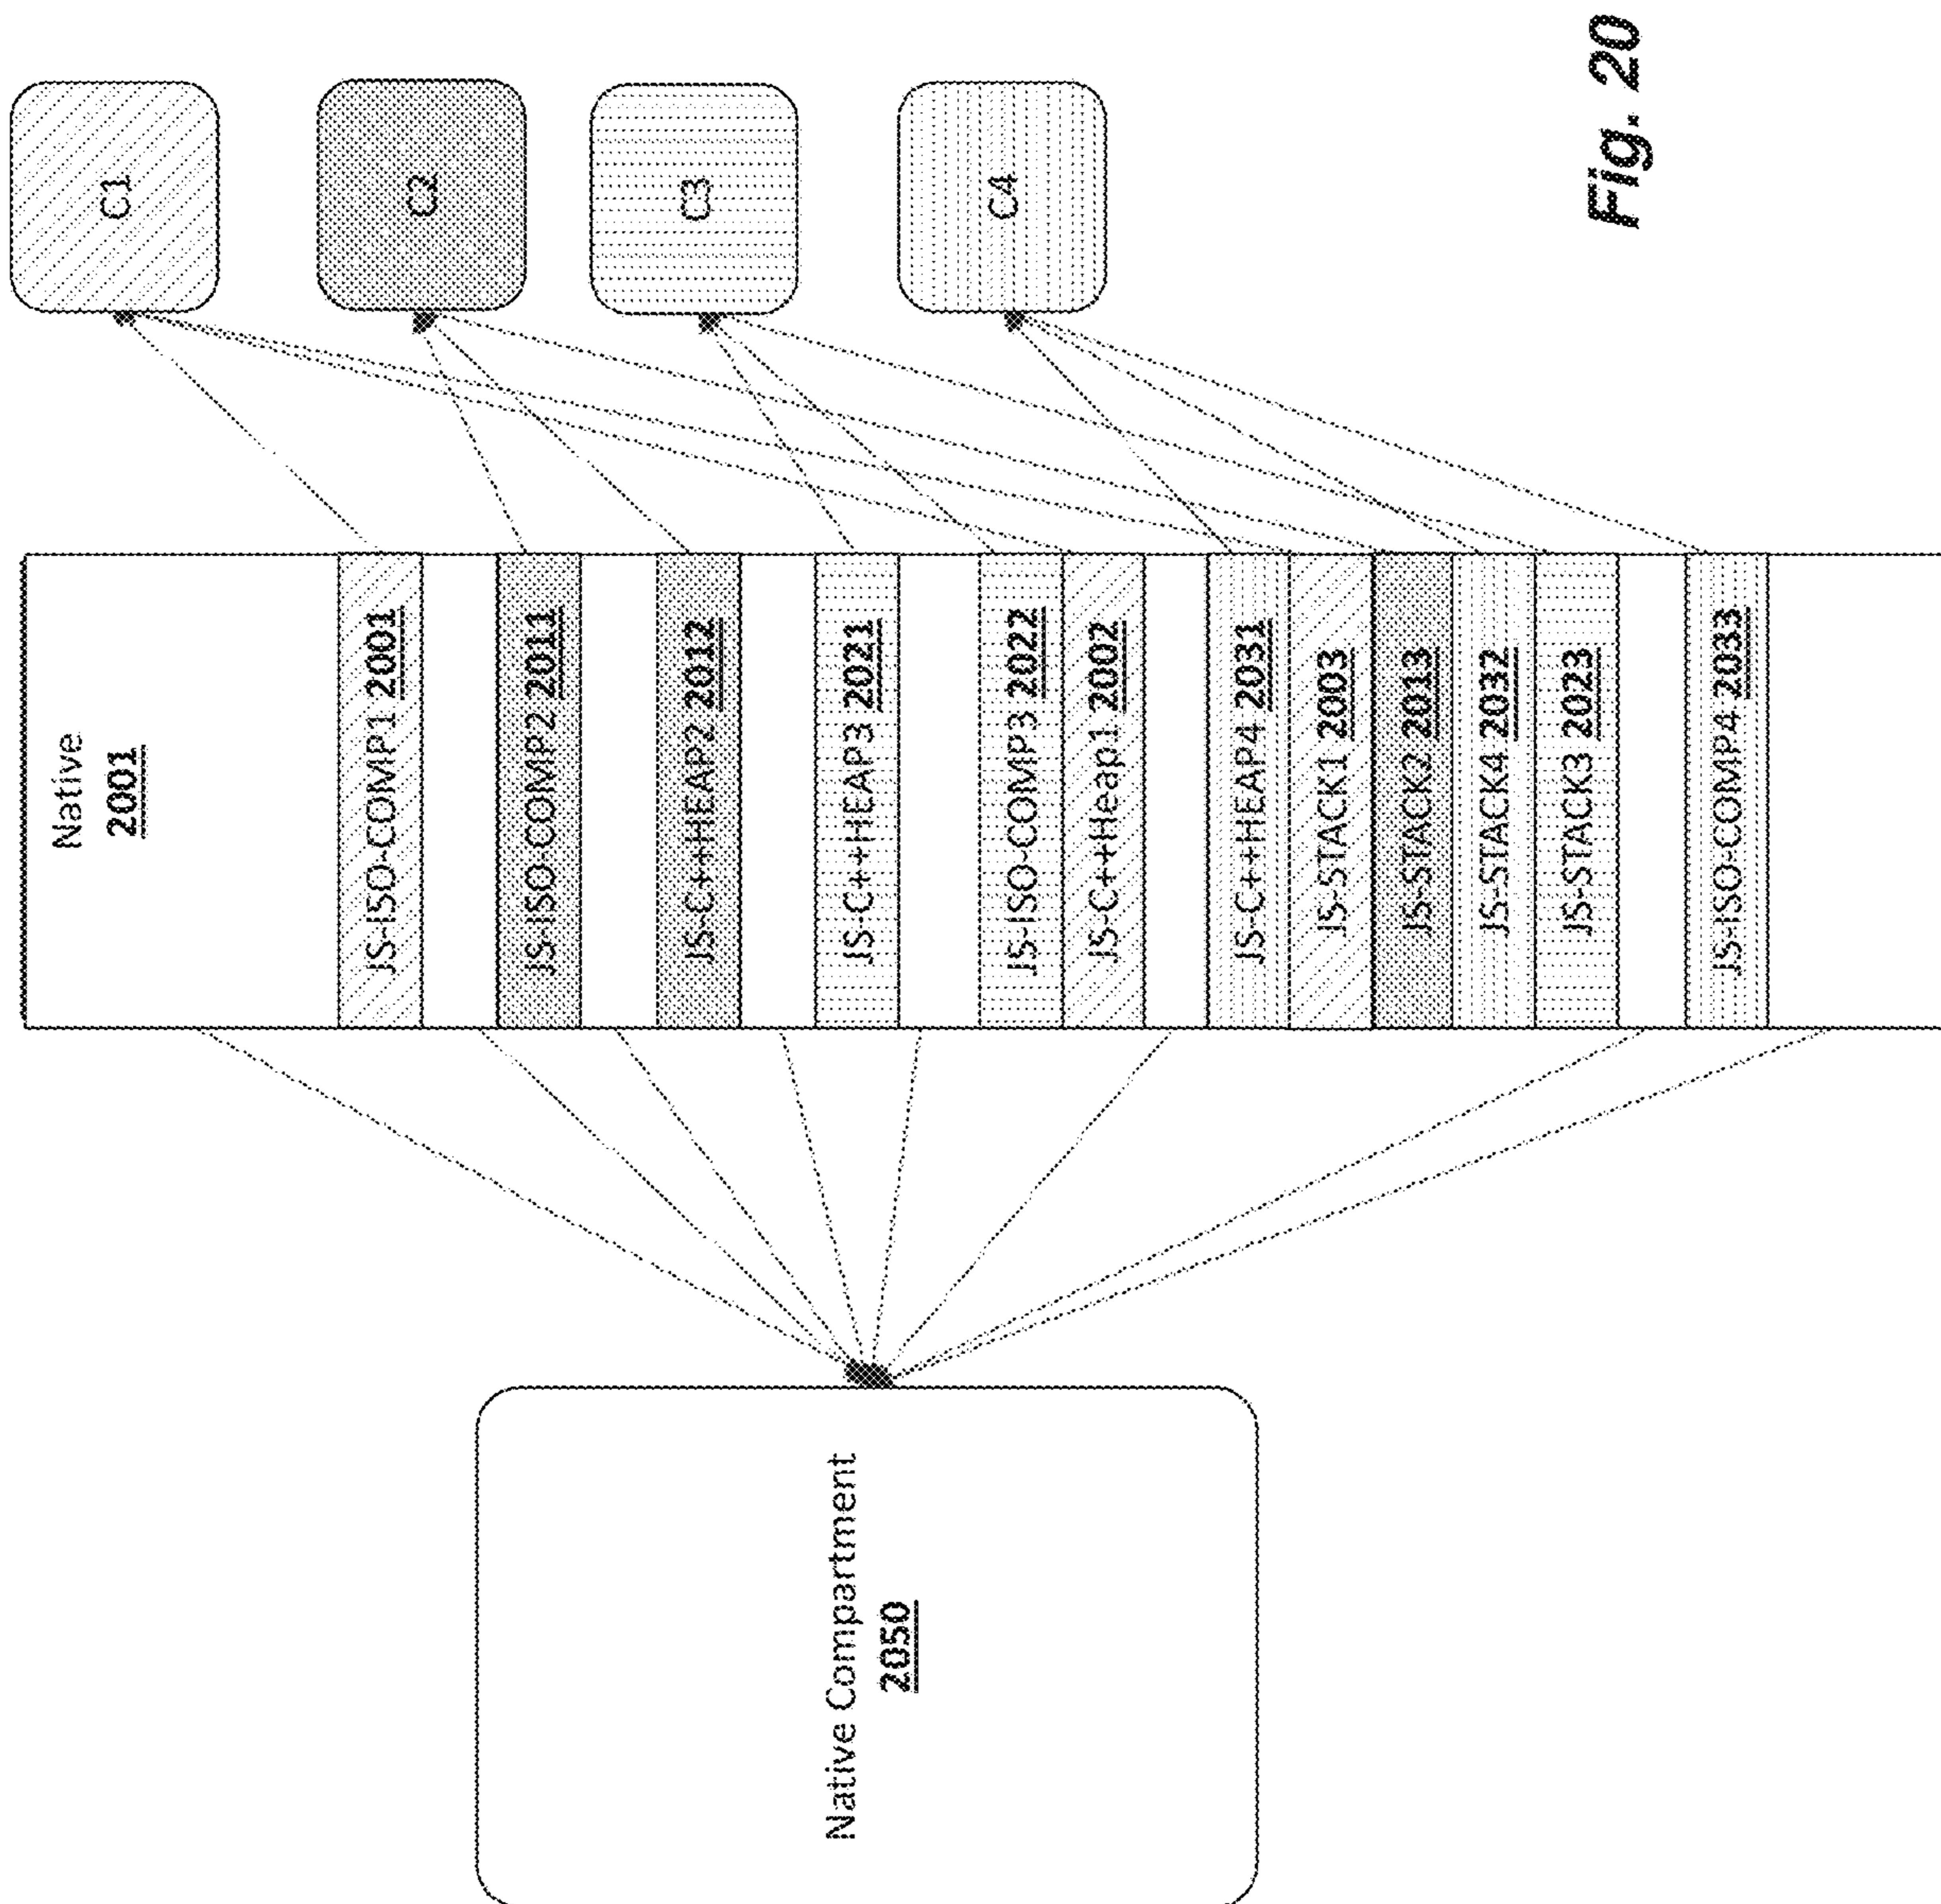 Native
2001
JS-ISO-COMP1 2001
JS-ISO-COMP2 2011
JS-C++HEAP2 2012
JS-C++HEAP3 2021
JS-ISO-COMP3 2022
JS-C++Heap1 2002
JS-C++HEAP4 2031
JS-STACK1 2003
JS-STACK2 2013
JS-STACK4 2032
JS-STACK3 2023
JS-ISO-COMP4 2033
C1
C2
C3
C4
Native Compartment
2050
Fig. 20